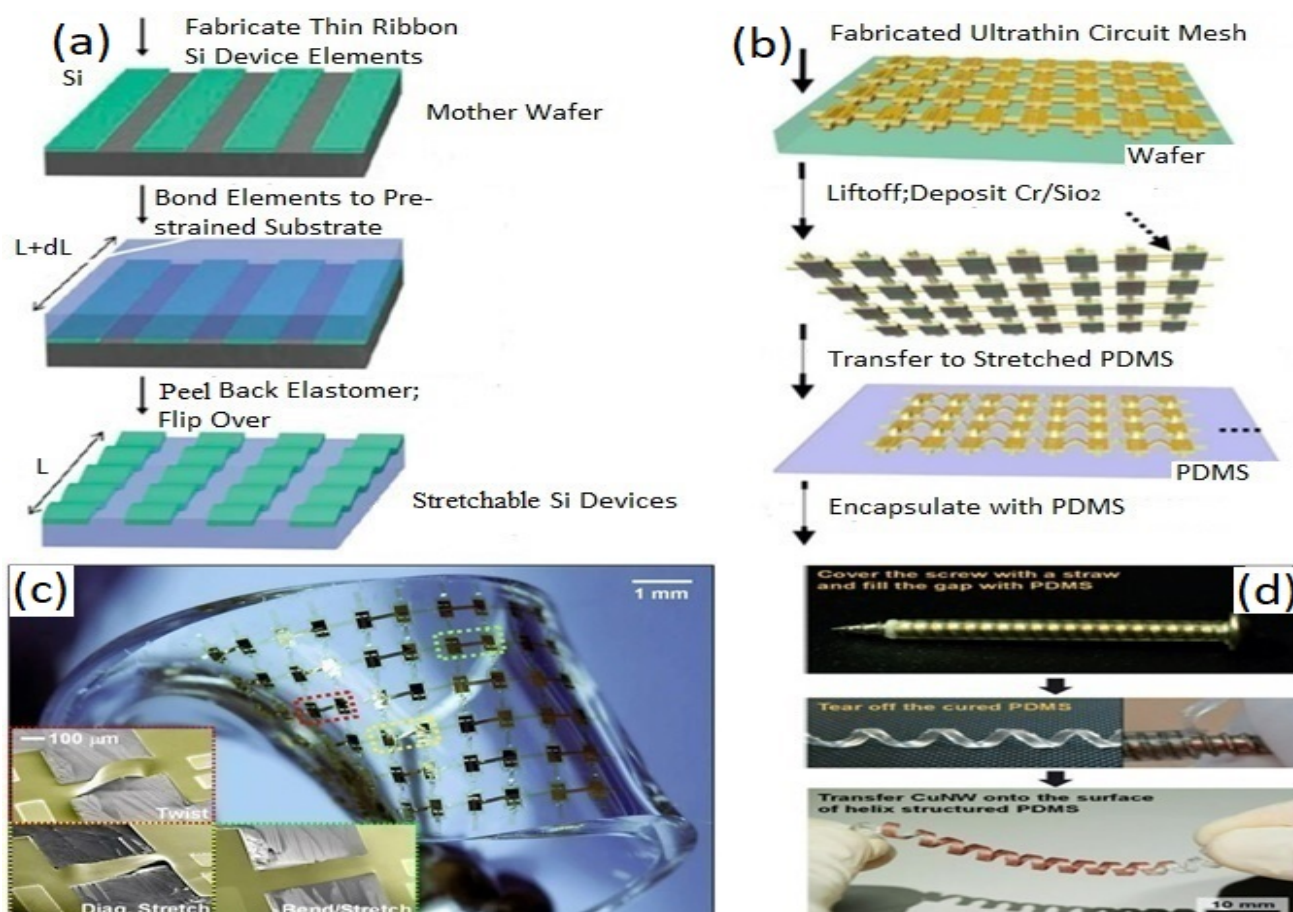 (a)
Fabricate Thin Ribbon
Si Device Elements
Si
Mother Wafer
Bond Elements to Pre-
strained Substrate
L+dL
Peel Back Elastomer;
Flip Over
L
Stretchable Si Devices
(b)
Fabricated Ultrathin Circuit Mesh
Wafer
Liftoff;Deposit Cr/Sio2
Transfer to Stretched PDMS
PDMS
Encapsulate with PDMS
(c)
1 mm
100 μm
Twist
Diag. Stretch
Bend/Stretch
(d)
Cover the screw with a straw
and fill the gap with PDMS
Tear off the cured PDMS
Transfer CuNW onto the surface
of helix structured PDMS
10 mm